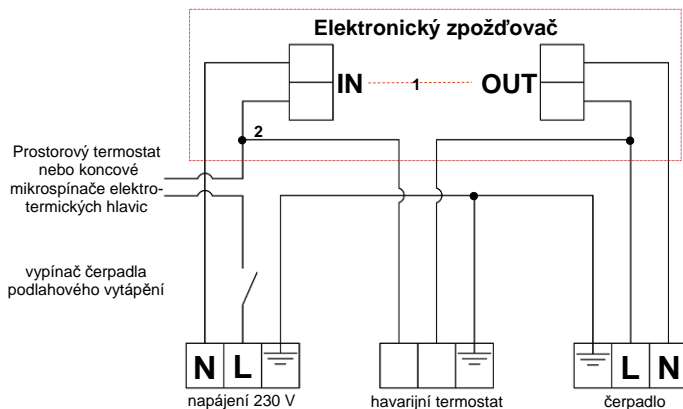 Elektronický zpožďovač
IN
1
OUT
2
Prostorový termostat
nebo koncové
mikrospínače elektro-
termických hlavic
vypínač čerpadla
podlahového vytápění
N L
L N
napájení 230 V
havarijní termostat
čerpadlo